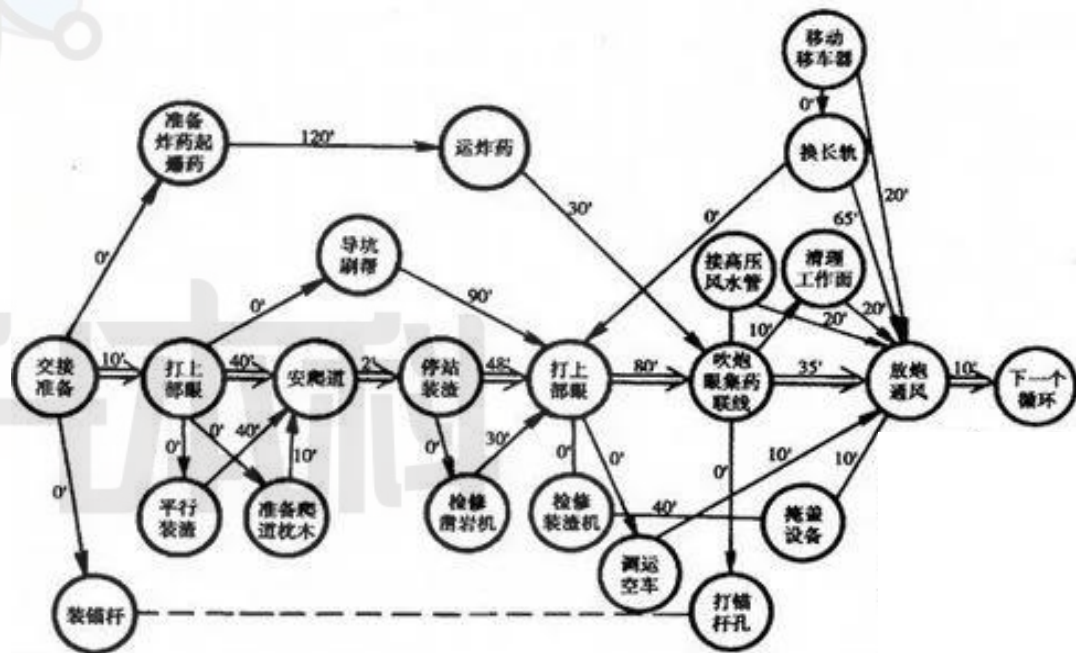 移动
移车器
0'
准备
炸药起
爆药
120'
运炸药
换长轨
20'
30'
0'
65'
导坑
刷帮
接高压
风水管
清理
工作面
0'
0'
90'
10'
20'
20'
交接
准备
10'
打上
部眼
40'
安爬道
2'
停站
装渣
48'
打上
部眼
80'
吹炮
眼集药
联线
35'
放炮
通风
10'
下一个
循环
0'
0'
0'
40'
10'
0'
30'
0'
0'
0'
10'
10'
平行
装渣
准备爬
道枕木
检修
凿岩机
检修
装渣机
40'
掩盖
设备
调运
空车
装锚杆
打锚
杆孔